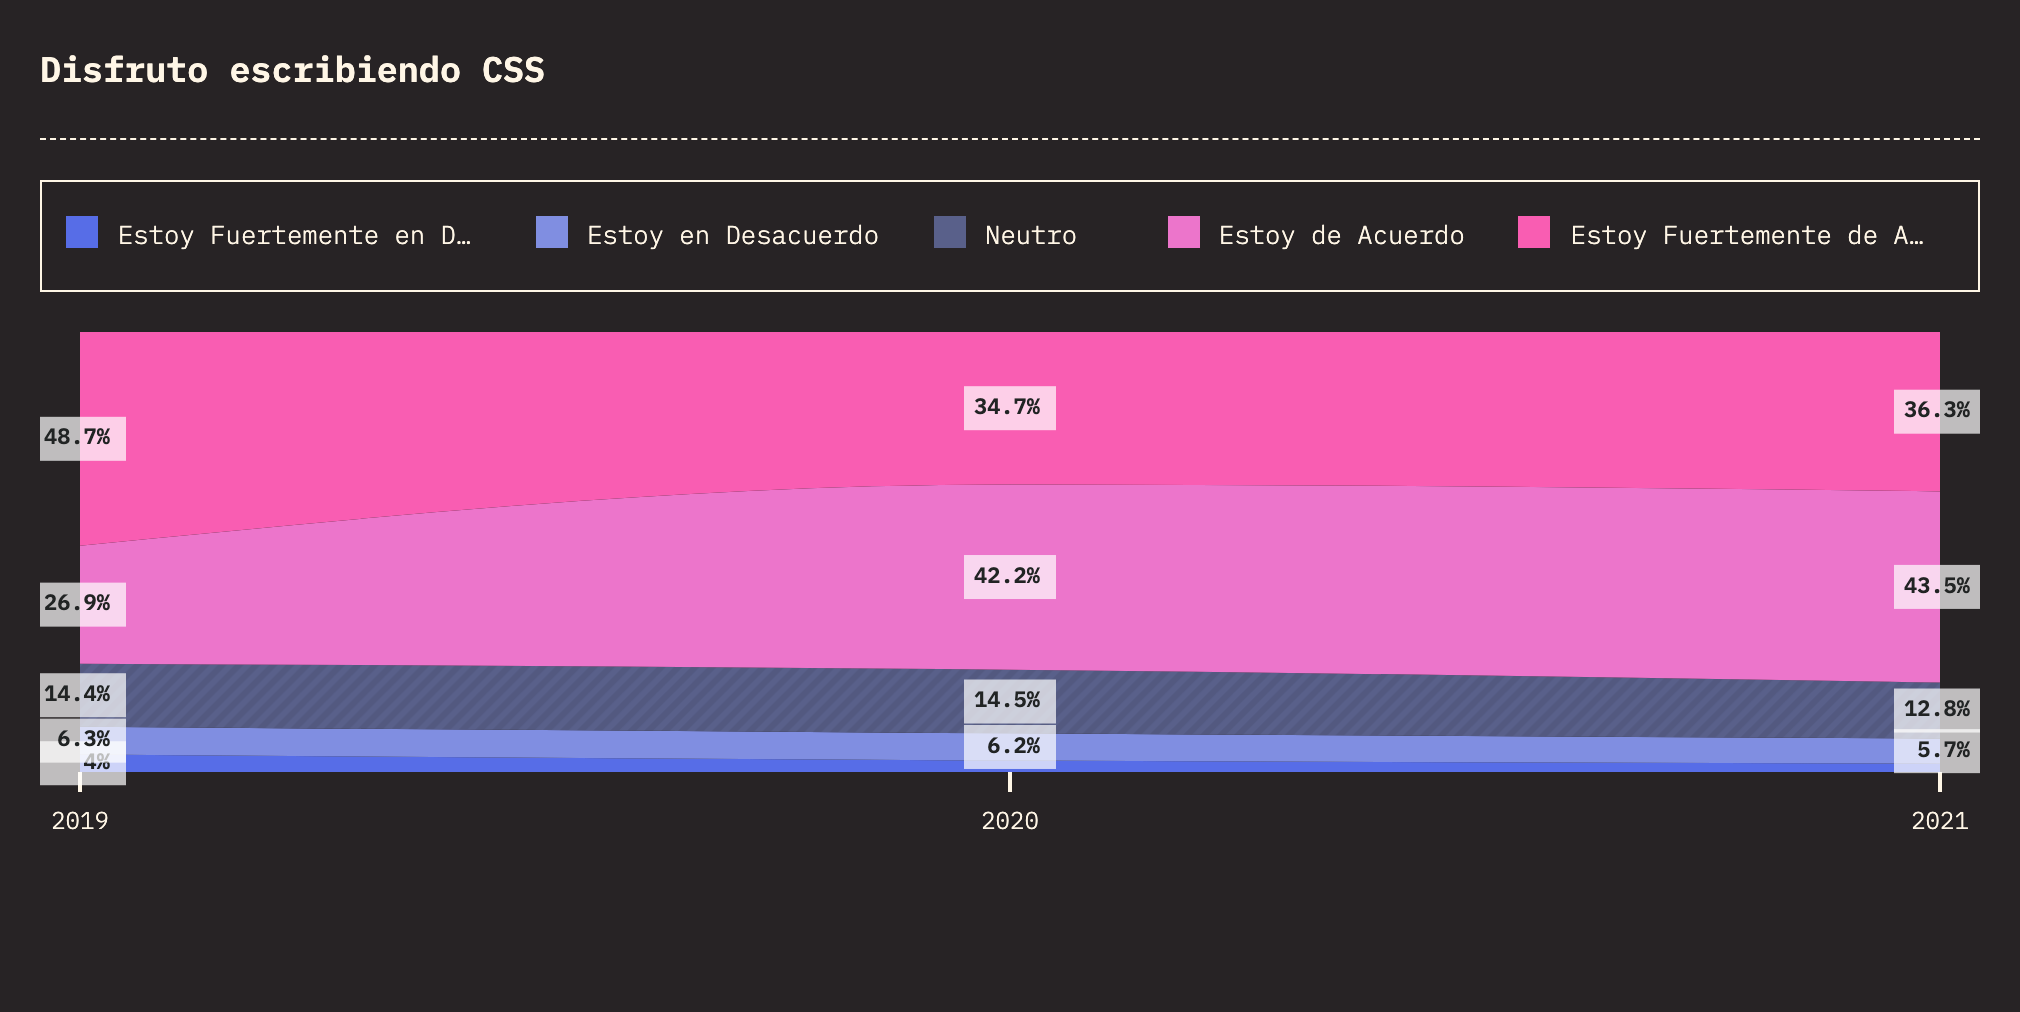 Disfruto escribiendo CSS
Estoy Fuertemente en D… Estoy en Desacuerdo Neutro Estoy de Acuerdo Estoy Fuertemente de A…
48.7% 34.7% 36.3%
26.9% 42.2% 43.5%
14.4% 14.5% 12.8%
6.3% 6.2% 5.7%
4%
2019 2020 2021